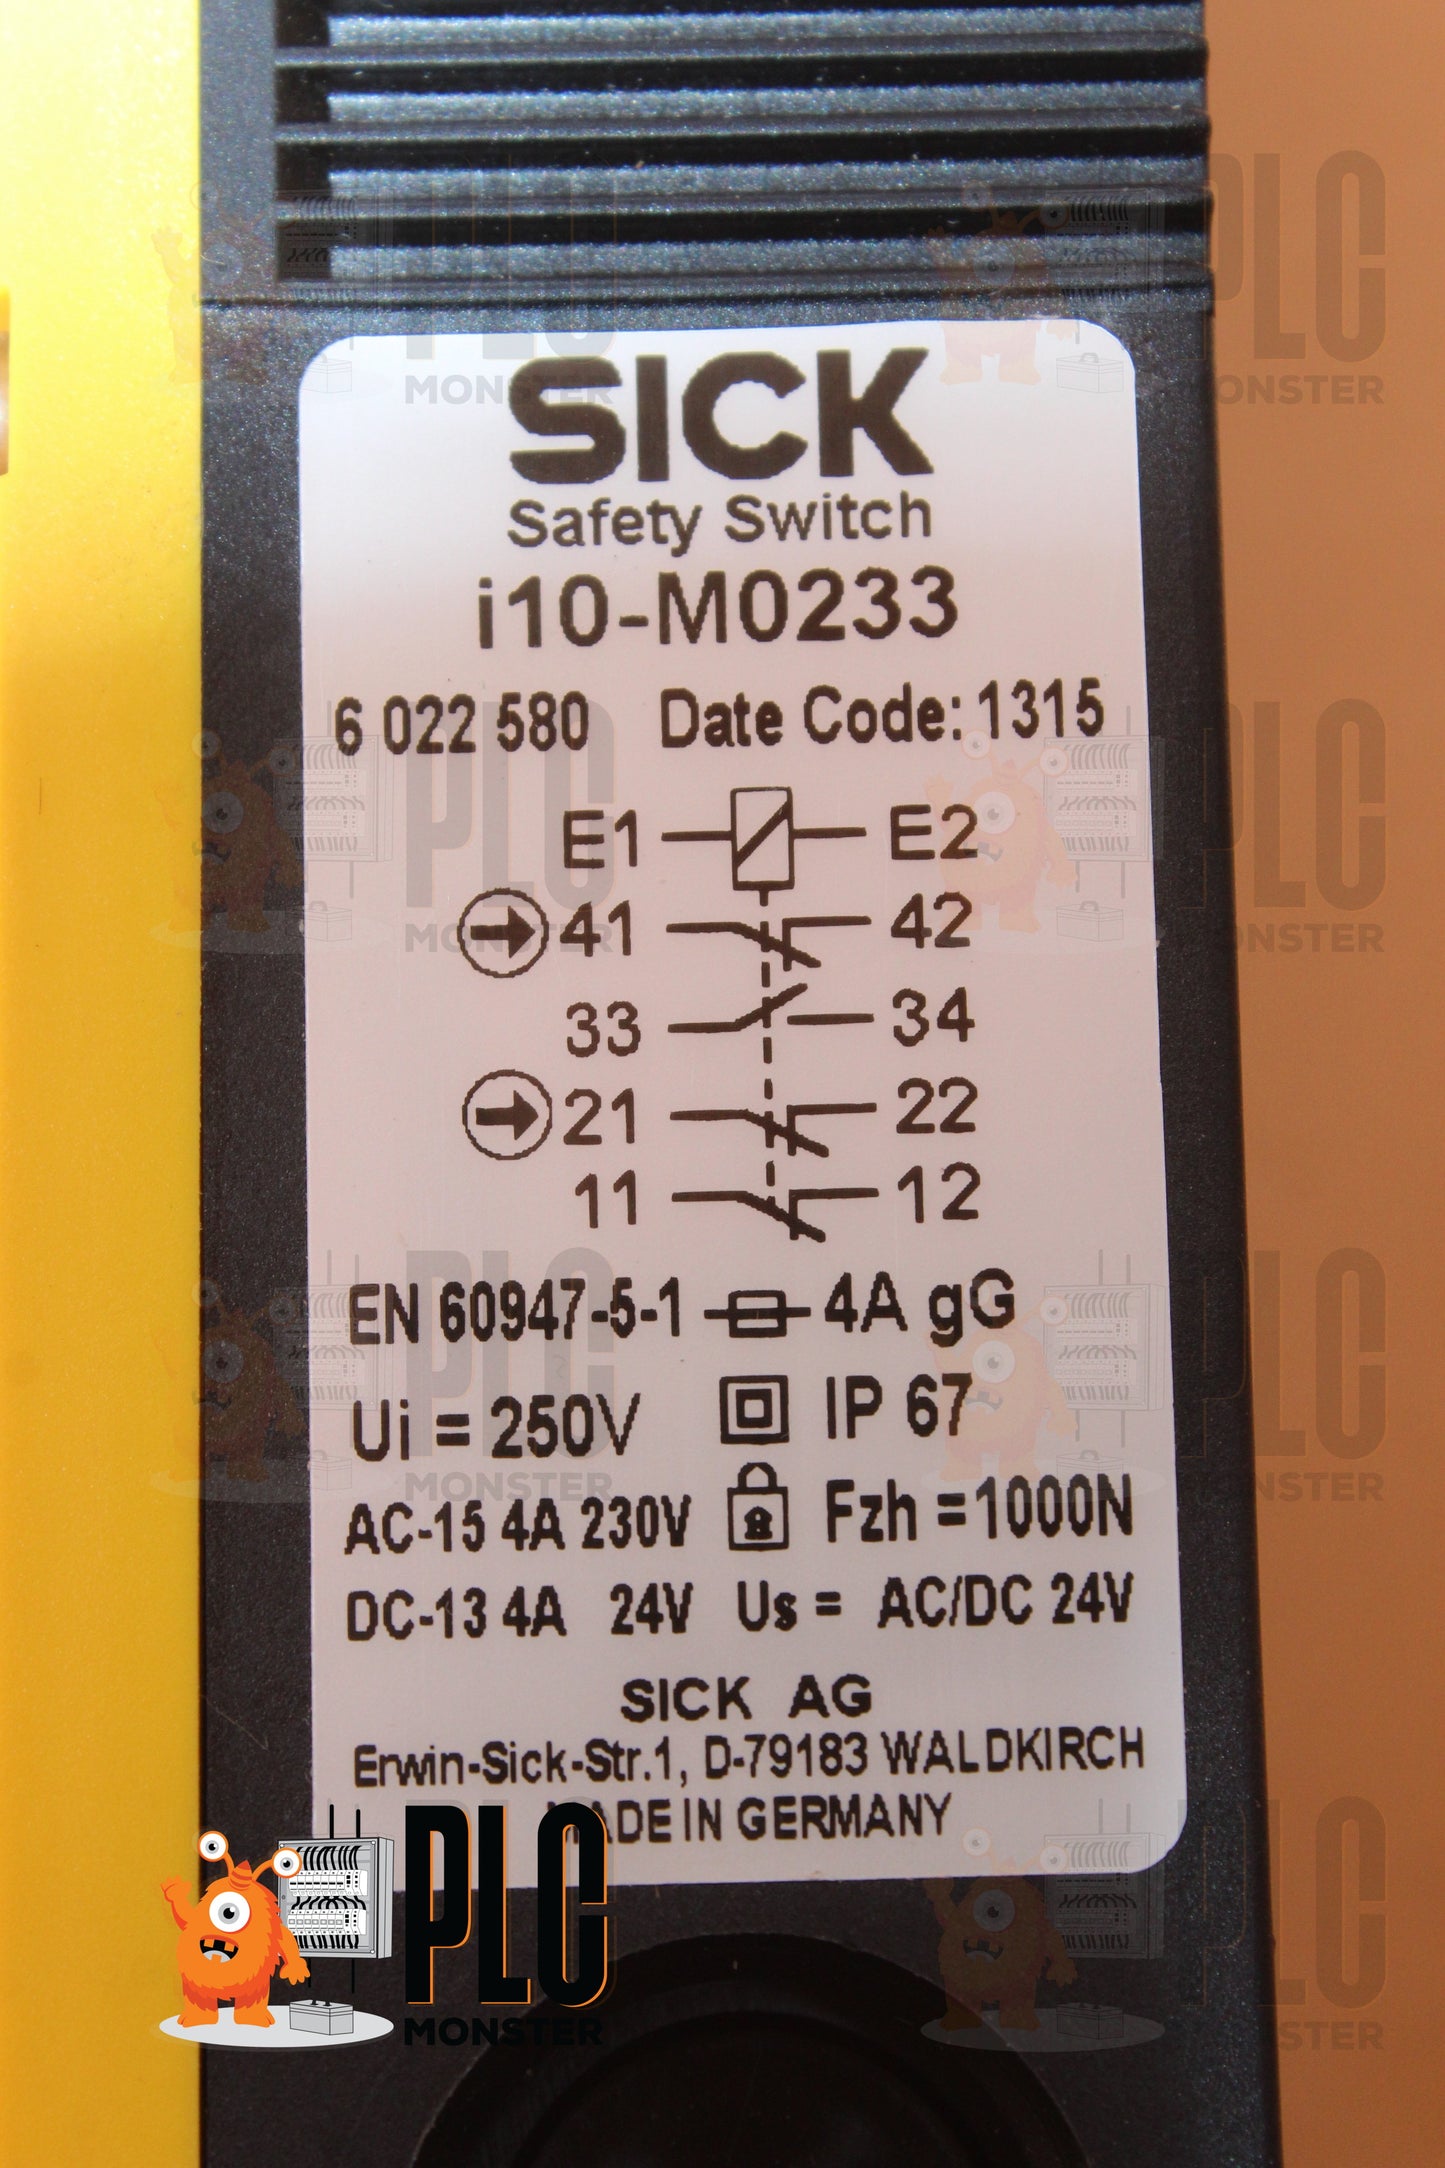 SICK
Safety Switch
i10-M0233
6 022 580 Date Code: 1315
E1 E2
41 42
33 34
21 22
11 12
EN 60947-5-1 4A gG
Ui = 250V IP 67
AC-15 4A 230V Fzh =1000N
DC-13 4A 24V Us = AC/DC 24V
SICK AG
Erwin-Sick-Str.1, D-79183 WALDKIRCH
MADE IN GERMANY
PLC
MONSTER